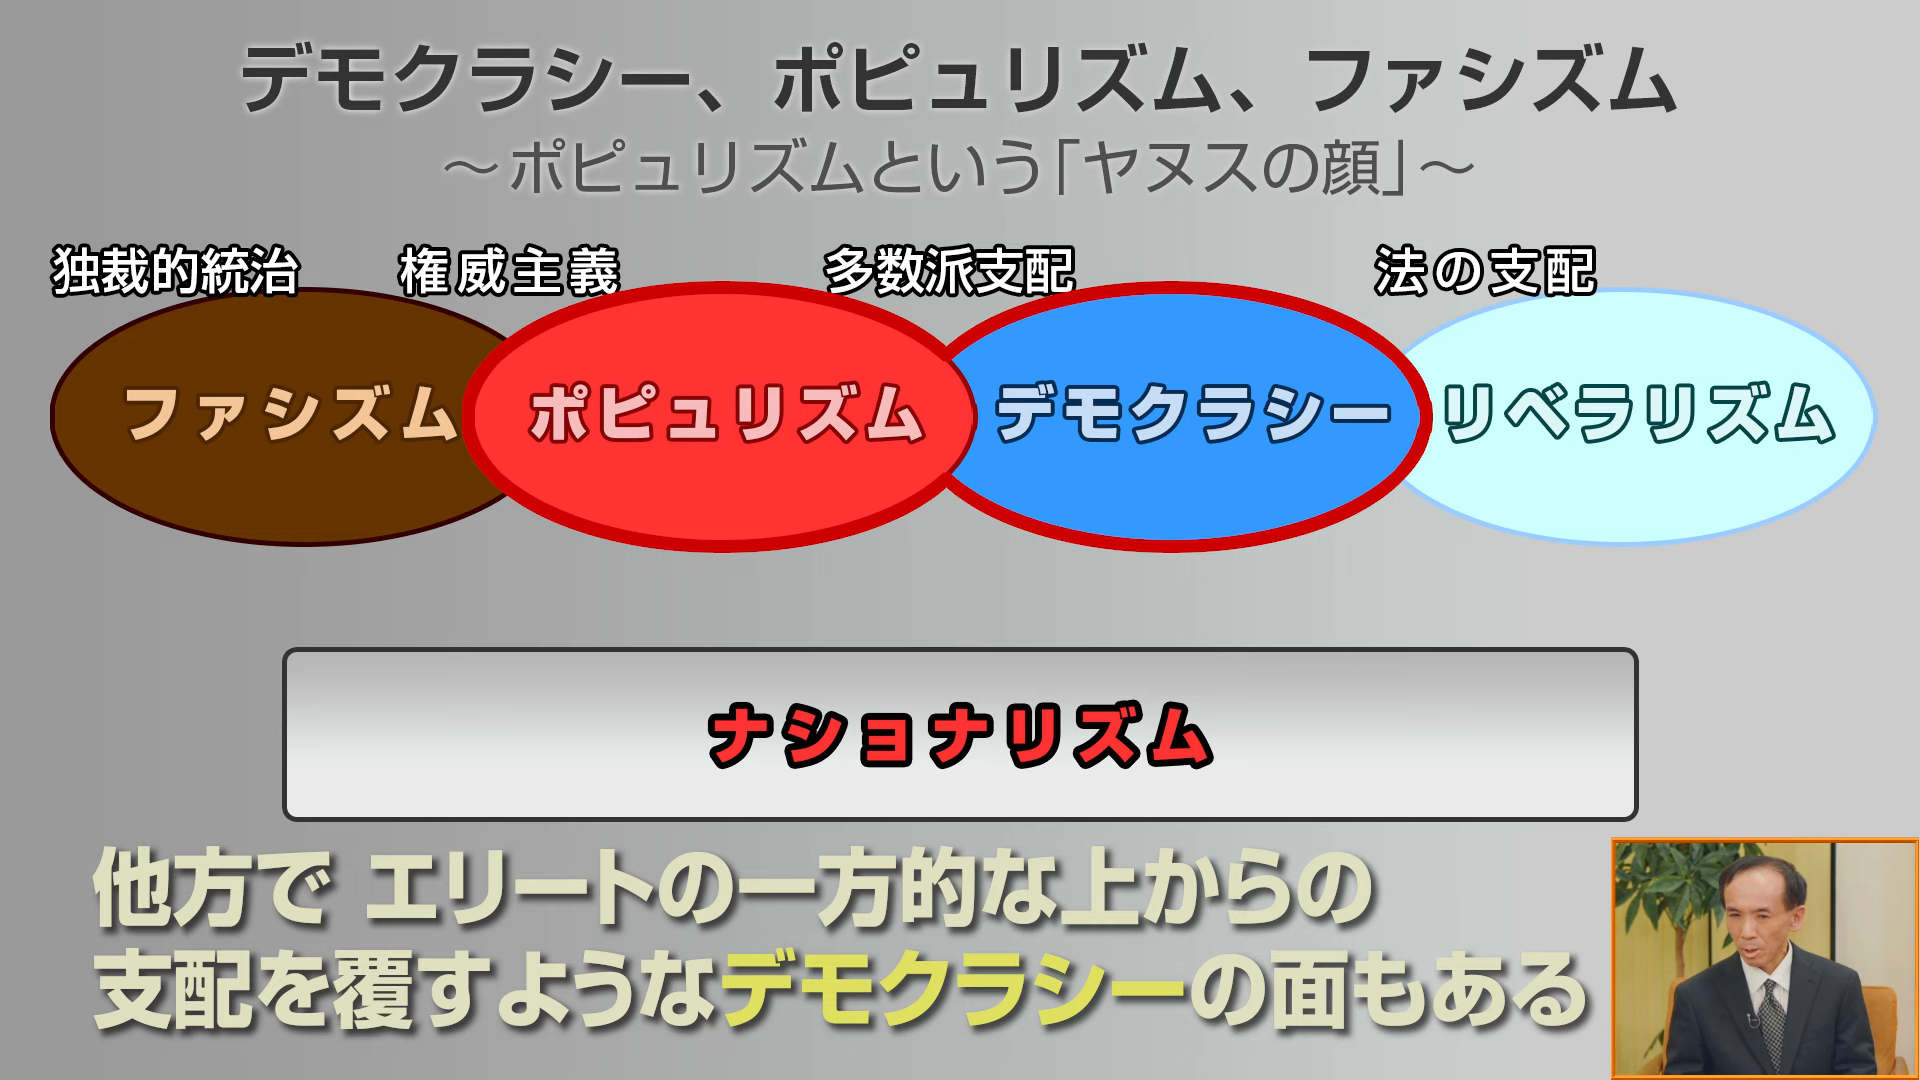 デモクラシー、ポピュリズム、ファシズム
～ポピュリズムという「ヤヌスの顔」～
独裁的統治
権威主義
多数派支配
法の支配
ファシズム
ポピュリズム
デモクラシー
リベラリズム
ナショナリズム
他方で エリートの一方的な上からの
支配を覆すようなデモクラシーの面もある